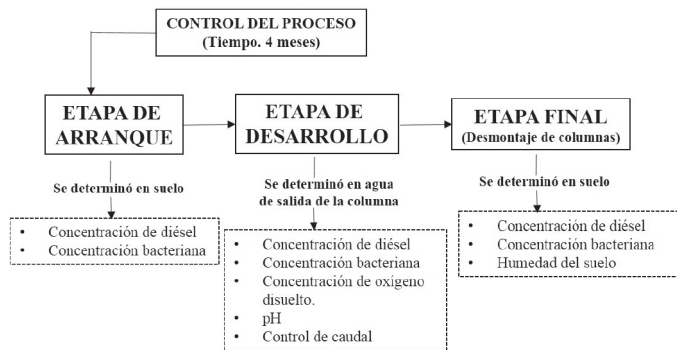 CONTROL DEL PROCESO
(Tiempo. 4 meses)
ETAPA DE
ARRANQUE
ETAPA DE
DESARROLLO
ETAPA FINAL
(Desmontaje de columnas)
Se determinó en suelo
Se determinó en agua
de salida de la columna
Se determinó en suelo
• Concentración de diésel
• Concentración bacteriana
• Concentración de diésel
• Concentración bacteriana
• Concentración de oxígeno
disuelto.
• pH
• Control de caudal
• Concentración de diésel
• Concentración bacteriana
• Humedad del suelo